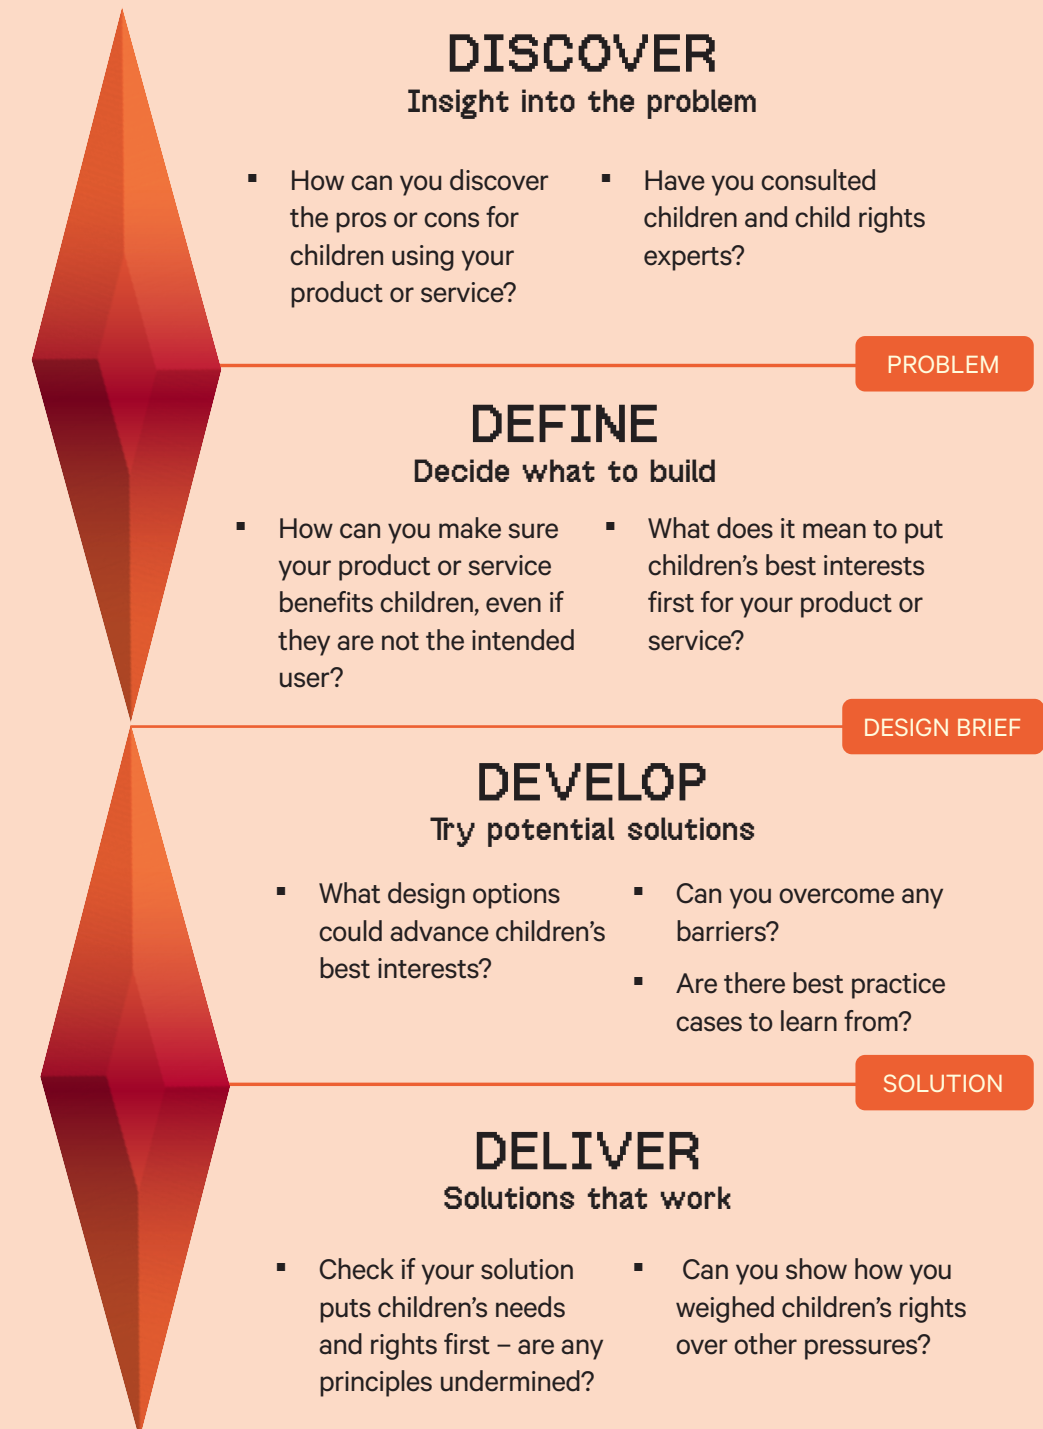 DISCOVER
Insight into the problem
▪ How can you discover
the pros or cons for
children using your
product or service?
▪ Have you consulted
children and child rights
experts?
PROBLEM
DEFINE
Decide what to build
▪ How can you make sure
your product or service
benefits children, even if
they are not the intended
user?
▪ What does it mean to put
children’s best interests
first for your product or
service?
DESIGN BRIEF
DEVELOP
Try potential solutions
▪ What design options
could advance children’s
best interests?
▪ Can you overcome any
barriers?
▪ Are there best practice
cases to learn from?
SOLUTION
DELIVER
Solutions that work
▪ Check if your solution
puts children’s needs
and rights first – are any
principles undermined?
▪ Can you show how you
weighed children’s rights
over other pressures?